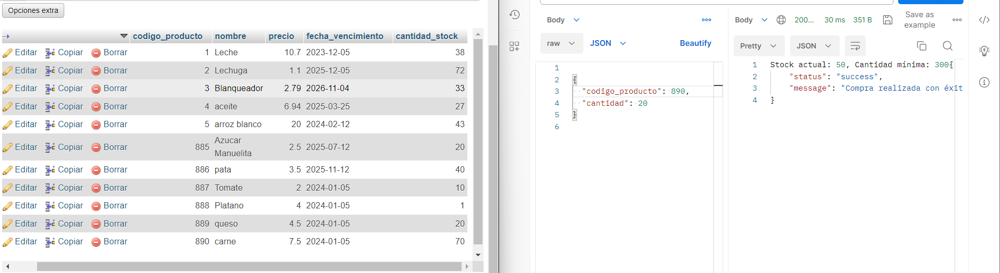 Opciones extra
codigo_producto nombre precio fecha_vencimiento cantidad_stock
Editar Copiar Borrar 1 Leche 10.7 2023-12-05 38
Editar Copiar Borrar 2 Lechuga 1.1 2025-12-05 72
Editar Copiar Borrar 3 Blanqueador 2.79 2026-11-04 33
Editar Copiar Borrar 4 aceite 6.94 2025-03-25 27
Editar Copiar Borrar 5 arroz blanco 20 2024-02-12 43
Editar Copiar Borrar 885 Azucar Manuelita 2.5 2025-07-12 20
Editar Copiar Borrar 886 pata 3.5 2025-11-12 40
Editar Copiar Borrar 887 Tomate 2 2024-01-05 10
Editar Copiar Borrar 888 Platano 4 2024-01-05 1
Editar Copiar Borrar 889 queso 4.5 2024-01-05 20
Editar Copiar Borrar 890 carne 7.5 2024-01-05 70
Body
raw JSON Beautify
1
2 {
3 "codigo_producto": 890,
4 "cantidad": 20
5 }
6
Body 200... 30 ms 351 B Save as example
Pretty JSON
1 Stock actual: 50, Cantidad mínima: 300{
2 "status": "success",
3 "message": "Compra realizada con éxit
4 }